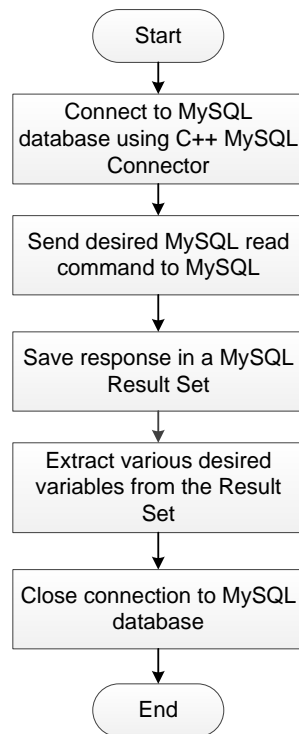 Start
Connect to MySQL
database using C++ MySQL
Connector
Send desired MySQL read
command to MySQL
Save response in a MySQL
Result Set
Extract various desired
variables from the Result
Set
Close connection to MySQL
database
End